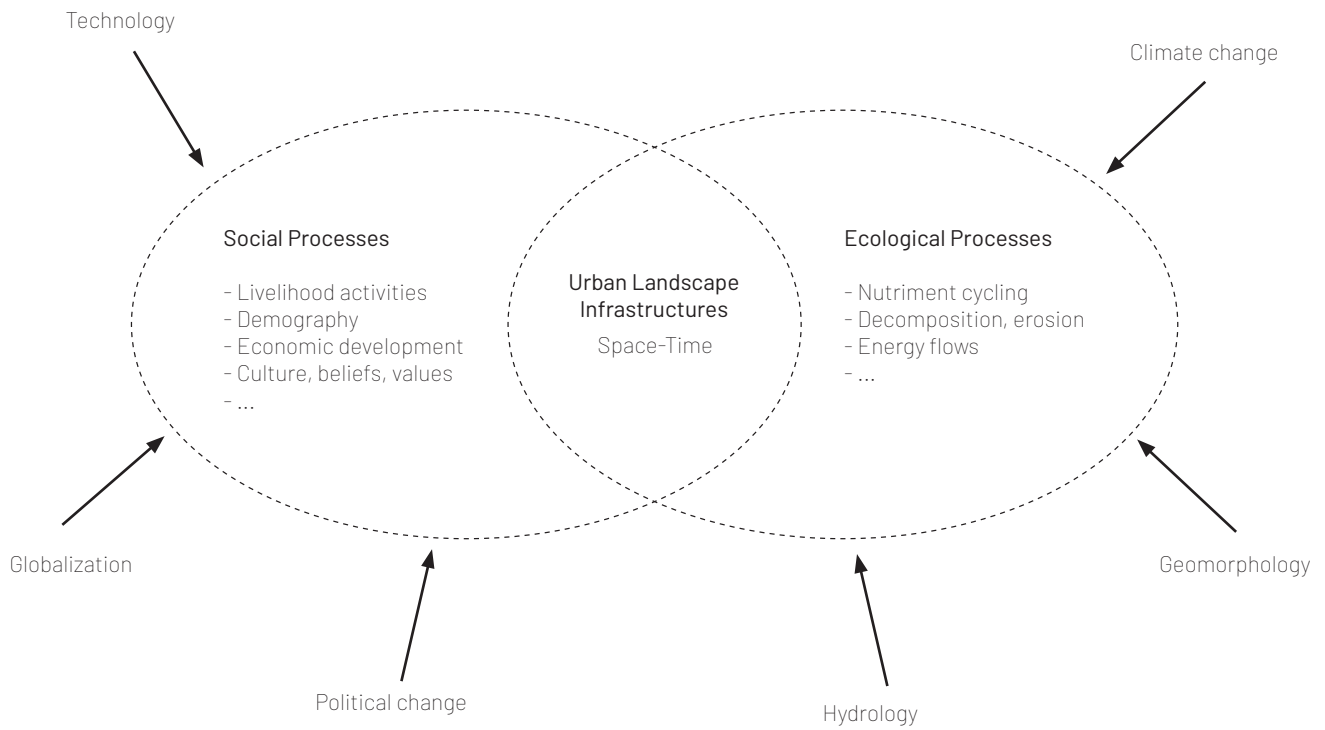 Technology
Climate change
Social Processes
- Livelihood activities
- Demography
- Economic development
- Culture, beliefs, values
- ...
Urban Landscape
Infrastructures
Space-Time
Ecological Processes
- Nutriment cycling
- Decomposition, erosion
- Energy flows
- ...
Globalization
Geomorphology
Political change
Hydrology